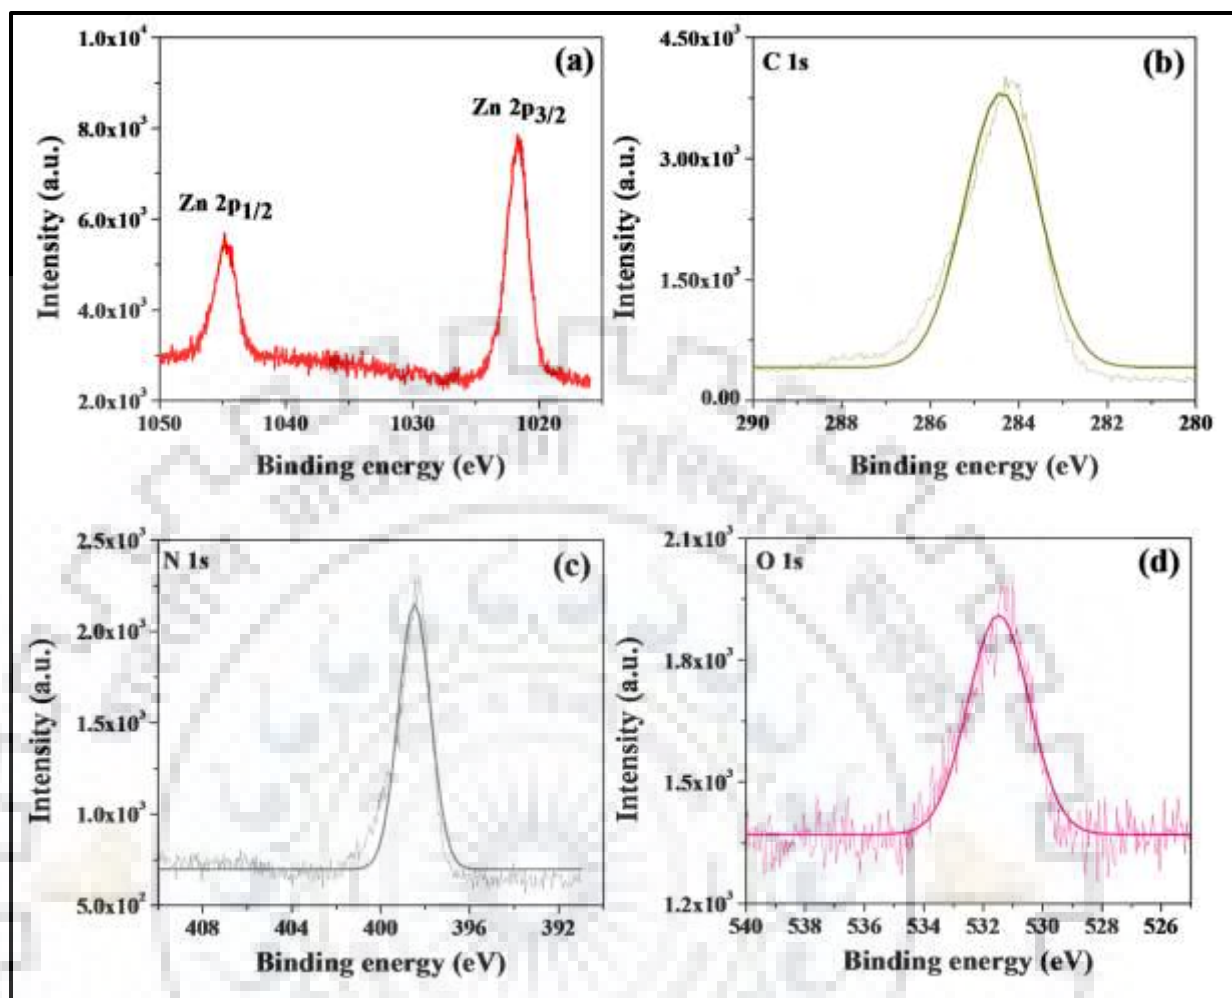 (a)
Zn 2p3/2
Zn 2p1/2
Intensity (a.u.)
1.0x10⁴
8.0x10³
6.0x10³
4.0x10³
2.0x10³
1050 1040 1030 1020
Binding energy (eV)
C 1s (b)
Intensity (a.u.)
4.50x10³
3.00x10³
1.50x10³
0.00
290 288 286 284 282 280
Binding energy (eV)
N 1s (c)
Intensity (a.u.)
2.5x10³
2.0x10³
1.5x10³
1.0x10³
5.0x10²
408 404 400 396 392
Binding energy (eV)
O 1s (d)
Intensity (a.u.)
2.1x10³
1.8x10³
1.5x10³
1.2x10³
540 538 536 534 532 530 528 526
Binding energy (eV)